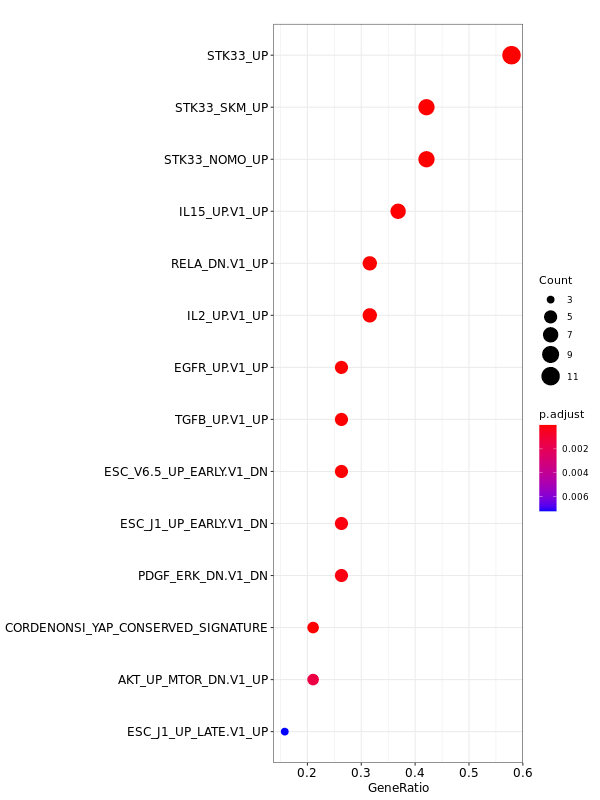 STK33_UP
STK33_SKM_UP
STK33_NOMO_UP
IL15_UP.V1_UP
RELA_DN.V1_UP
IL2_UP.V1_UP
EGFR_UP.V1_UP
TGFB_UP.V1_UP
ESC_V6.5_UP_EARLY.V1_DN
ESC_J1_UP_EARLY.V1_DN
PDGF_ERK_DN.V1_DN
CORDENONSI_YAP_CONSERVED_SIGNATURE
AKT_UP_MTOR_DN.V1_UP
ESC_J1_UP_LATE.V1_UP
0.2 0.3 0.4 0.5 0.6
GeneRatio
Count
3
5
7
9
11
p.adjust
0.002
0.004
0.006